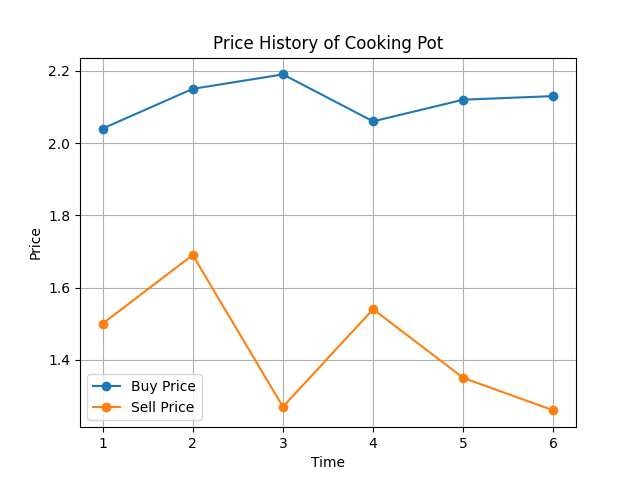 Price History of Cooking Pot
2.2
2.0
1.8
1.6
1.4
Price
Buy Price
Sell Price
1 2 3 4 5 6
Time